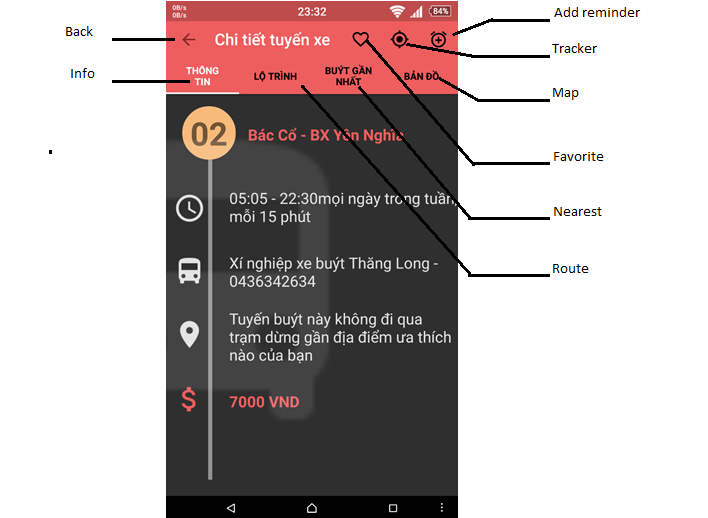 0B/s
0B/s
23:32
84%
Add reminder
Back
Chi tiết tuyến xe
Tracker
Info
THÔNG
TIN
LỘ TRÌNH
BUÝT GẦN
NHẤT
BẢN ĐỒ
Map
02
Bác Cổ - BX Yên Nghĩa
Favorite
05:05 - 22:30mọi ngày trong tuần,
mỗi 15 phút
Nearest
Xí nghiệp xe buýt Thăng Long -
0436342634
Route
Tuyến buýt này không đi qua
trạm dừng gần địa điểm ưa thích
nào của bạn
$
7000 VND